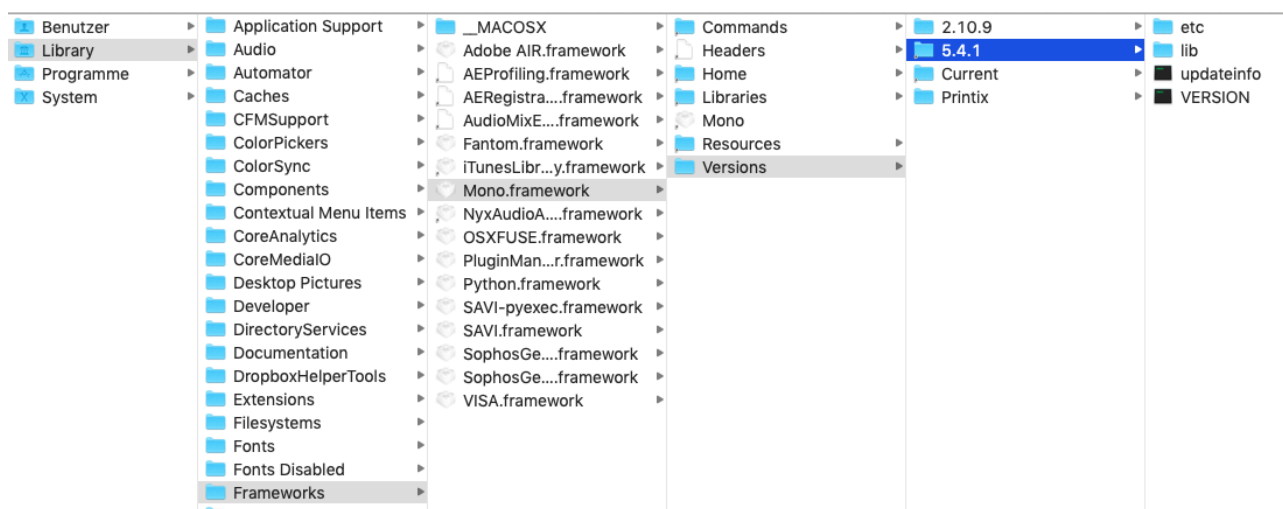 Benutzer
Library
Programme
System
Application Support
Audio
Automator
Caches
CFMSupport
ColorPickers
ColorSync
Components
Contextual Menu Items
CoreAnalytics
CoreMediaIO
Desktop Pictures
Developer
DirectoryServices
Documentation
DropboxHelperTools
Extensions
Filesystems
Fonts
Fonts Disabled
Frameworks
__MACOSX
Adobe AIR.framework
AEProfiling.framework
AERegistra....framework
AudioMixE....framework
Fantom.framework
iTunesLibr...y.framework
Mono.framework
NyxAudioA....framework
OSXFUSE.framework
PluginMan...r.framework
Python.framework
SAVI-pyexec.framework
SAVI.framework
SophosGe....framework
SophosGe....framework
VISA.framework
Commands
Headers
Home
Libraries
Mono
Resources
Versions
2.10.9
5.4.1
Current
Printix
etc
lib
updateinfo
VERSION